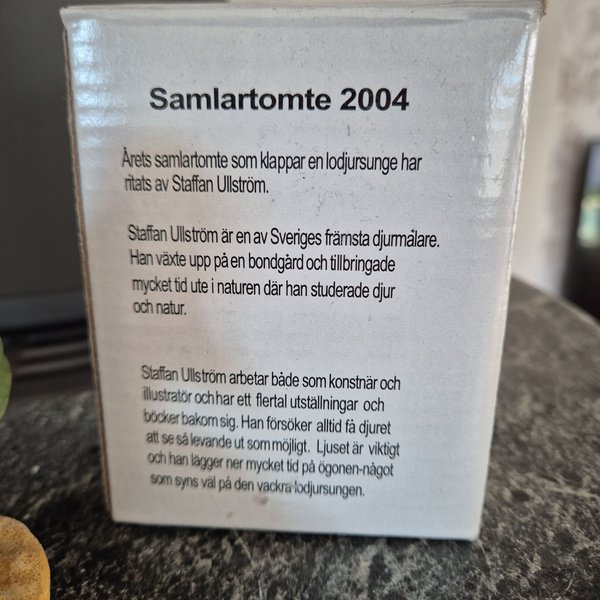 Samlartomte 2004
Årets samlartomte som klappar en lodjursunge har
ritats av Staffan Ullström.
Staffan Ullström är en av Sveriges främsta djurmålare.
Han växte upp på en bondgård och tillbringade
mycket tid ute i naturen där han studerade djur
och natur.
Staffan Ullström arbetar både som konstnär och
illustratör och har ett flertal utställningar och
böcker bakom sig. Han försöker alltid få djuret
att se så levande ut som möjligt. Ljuset är viktigt
och han lägger ner mycket tid på ögonen-något
som syns väl på den vackra lodjursungen.